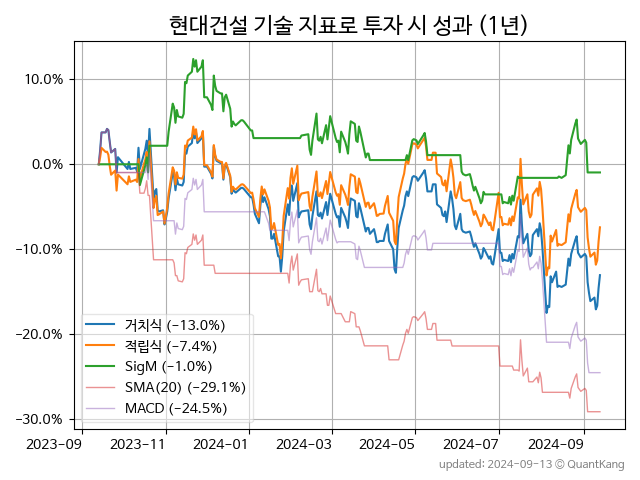 현대건설 기술 지표로 투자 시 성과 (1년)
10.0%
0.0%
−10.0%
−20.0%
−30.0%
거치식 (−13.0%)
적립식 (−7.4%)
SigM (−1.0%)
SMA(20) (−29.1%)
MACD (−24.5%)
2023-09
2023-11
2024-01
2024-03
2024-05
2024-07
2024-09
updated: 2024-09-13 © QuantKang